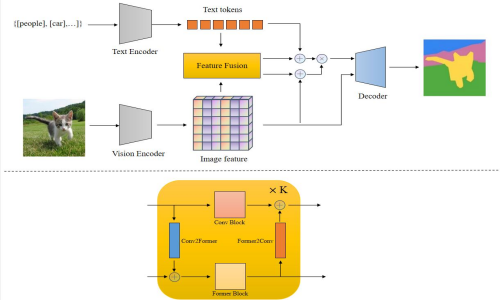 Text tokens
{[people], [car],...]}
Text Encoder
Feature Fusion
Decoder
Vision Encoder
Image feature
× K
Conv Block
Conv2Former
Former2Conv
Former Block